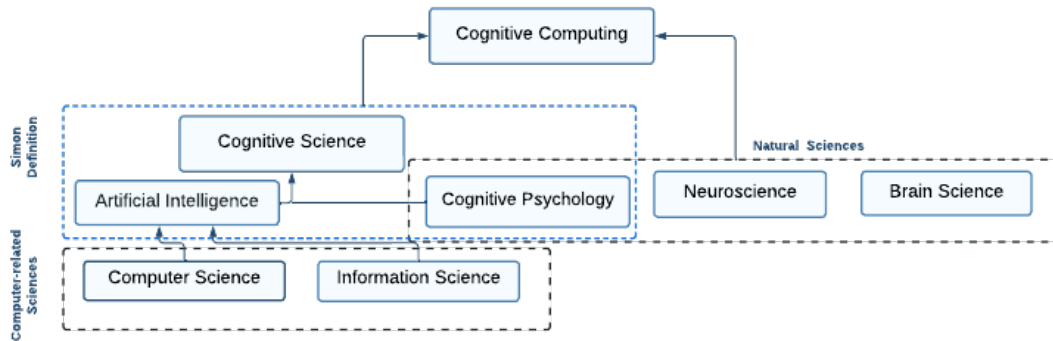 Cognitive Computing
Simon
Definition
Cognitive Science
Natural Sciences
Artificial Intelligence
Cognitive Psychology
Neuroscience
Brain Science
Computer-related
Sciences
Computer Science
Information Science